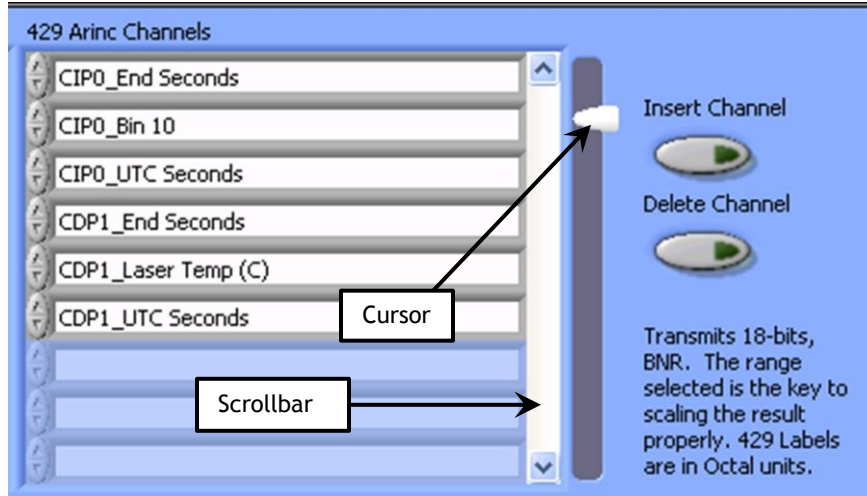 429 Arinc Channels
CIP0_End Seconds
CIP0_Bin 10
CIP0_UTC Seconds
CDP1_End Seconds
CDP1_Laser Temp (C)
CDP1_UTC Seconds
Cursor
Scrollbar
Insert Channel
Delete Channel
Transmits 18-bits,
BNR. The range
selected is the key to
scaling the result
properly. 429 Labels
are in Octal units.